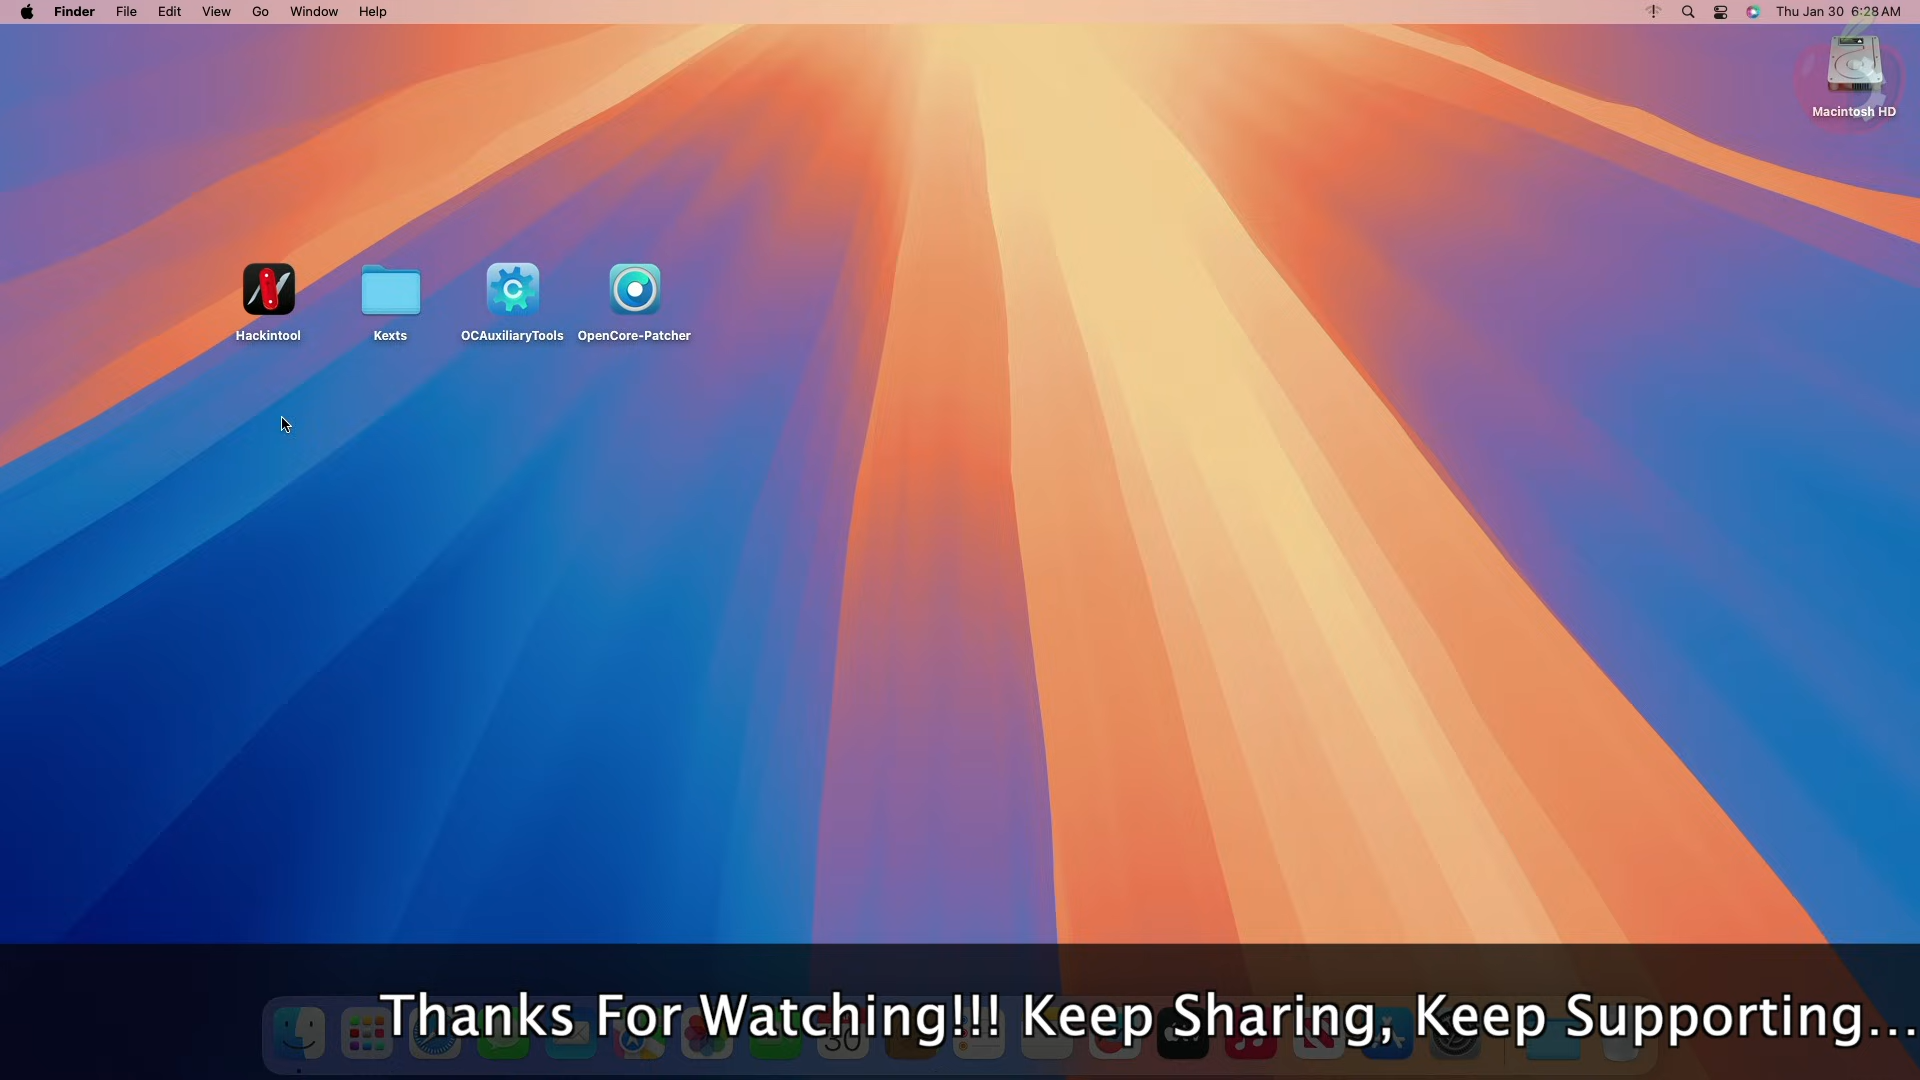 Finder File Edit View Go Window Help Thu Jan 30 6:28 AM
Macintosh HD
Hackintool Kexts OCAuxiliaryTools OpenCore-Patcher
Thanks For Watching!!! Keep Sharing, Keep Supporting...
30